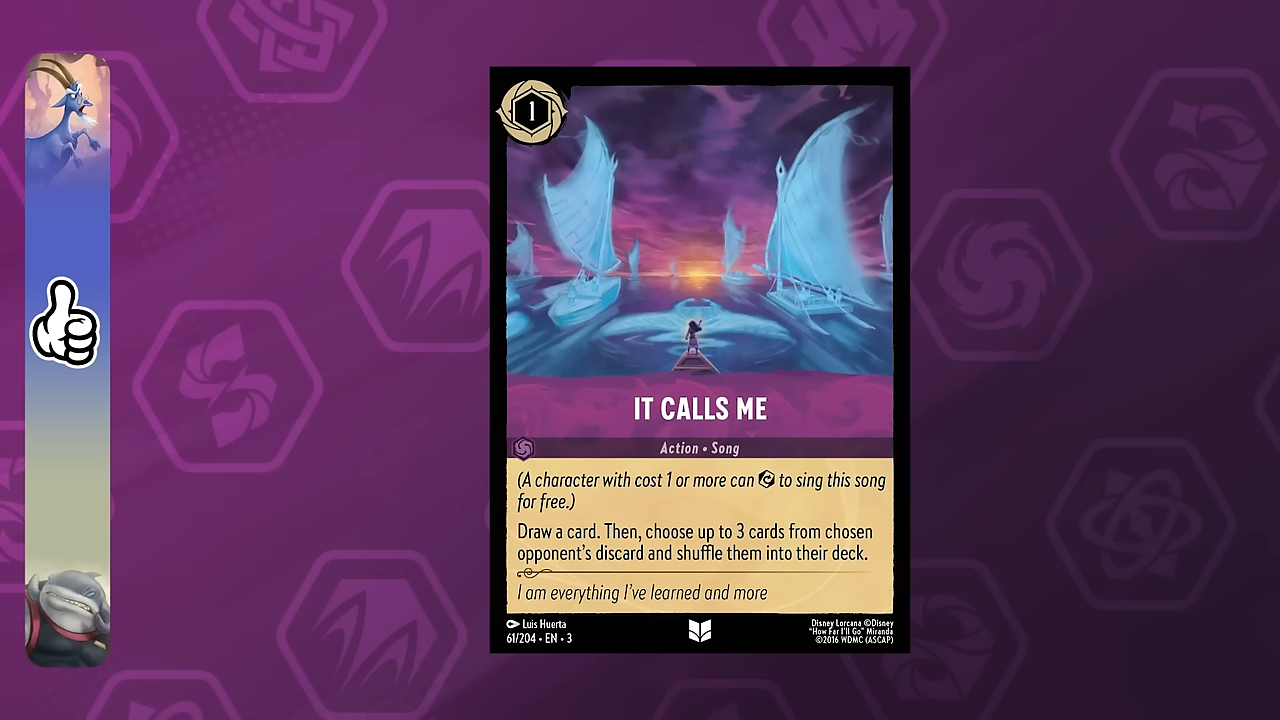 1
IT CALLS ME
Action • Song
(A character with cost 1 or more can to sing this song
for free.)
Draw a card. Then, choose up to 3 cards from chosen
opponent's discard and shuffle them into their deck.
I am everything I've learned and more
Luis Huerta
61/204 • EN • 3
Disney Lorcana ©Disney
"How Far I'll Go" Miranda
©2016 WDMC (ASCAP)